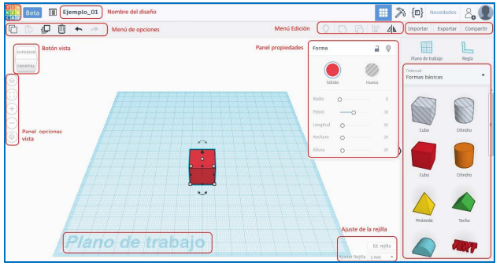 Beta
Ejemplo_01
Nombre del diseño
Novedades
Menú de opciones
Menú Edición
Importar
Exportar
Compartir
Botón vista
Panel propiedades
Forma
Sólido
Hueco
Radio
Pasos
Longitud
Anchura
Altura
Plano de trabajo
Regla
Formas básicas
Cubo
Cilindro
Cubo
Cilindro
Pirámide
Techo
Panel opciones
vista
Plano de trabajo
Ajuste de la rejilla
Ed. rejilla
Ajustar Rejilla